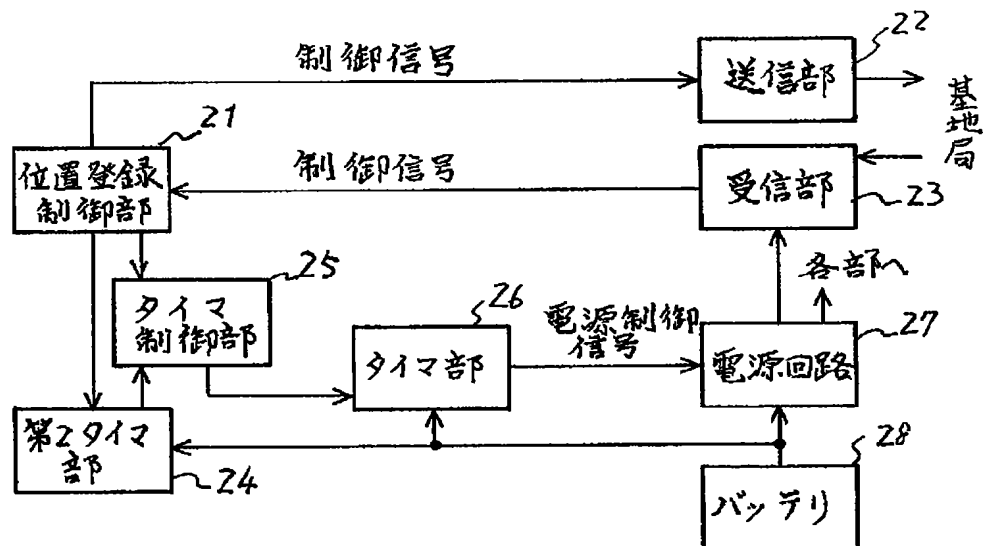 22
制御信号
送信部
基地局
21
位置登録
制御部
制御信号
受信部
23
各部へ
25
タイマ
制御部
26
タイマ部
電源制御
信号
27
電源回路
第2タイマ
部
24
28
バッテリ